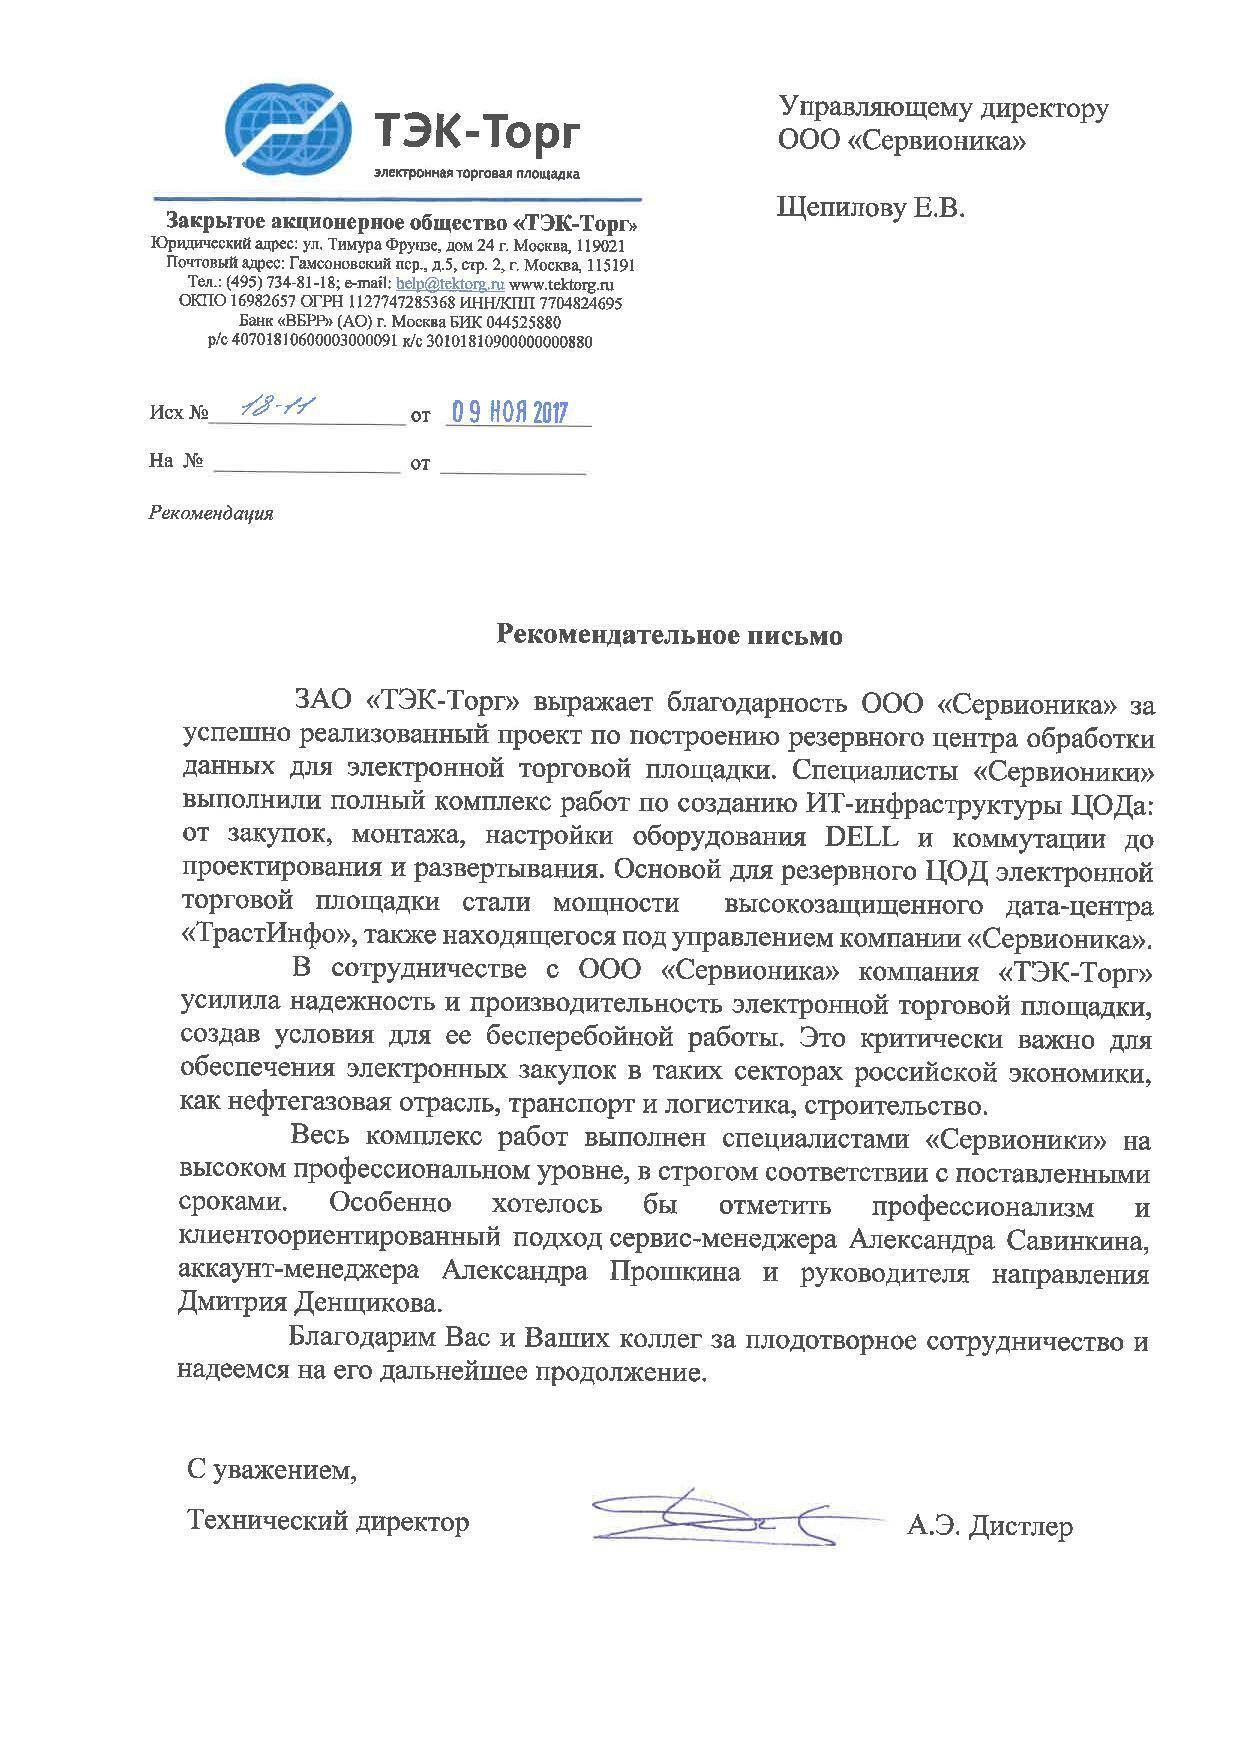 ТЭК-Торг
электронная торговая площадка
Закрытое акционерное общество «ТЭК-Торг»
Юридический адрес: ул. Тимура Фрунзе, дом 24 г. Москва, 119021
Почтовый адрес: Гамсоновский пер., д.5, стр. 2, г. Москва, 115191
Тел.: (495) 734-81-18; e-mail: help@tektorg.ru www.tektorg.ru
ОКПО 16982657 ОГРН 1127747285368 ИНН/КПП 7704824695
Банк «ВБРР» (АО) г. Москва БИК 044525880
р/с 40701810600003000091 к/с 30101810900000000880
Управляющему директору
ООО «Сервионика»
Щепилову Е.В.
Исх № 18-11 от 09 НОЯ 2017
На № от
Рекомендация
Рекомендательное письмо
ЗАО «ТЭК-Торг» выражает благодарность ООО «Сервионика» за
успешно реализованный проект по построению резервного центра обработки
данных для электронной торговой площадки. Специалисты «Сервионики»
выполнили полный комплекс работ по созданию ИТ-инфраструктуры ЦОДа:
от закупок, монтажа, настройки оборудования DELL и коммутации до
проектирования и развертывания. Основой для резервного ЦОД электронной
торговой площадки стали мощности высокозащищенного дата-центра
«ТрастИнфо», также находящегося под управлением компании «Сервионика».
В сотрудничестве с ООО «Сервионика» компания «ТЭК-Торг»
усилила надежность и производительность электронной торговой площадки,
создав условия для ее бесперебойной работы. Это критически важно для
обеспечения электронных закупок в таких секторах российской экономики,
как нефтегазовая отрасль, транспорт и логистика, строительство.
Весь комплекс работ выполнен специалистами «Сервионики» на
высоком профессиональном уровне, в строгом соответствии с поставленными
сроками. Особенно хотелось бы отметить профессионализм и
клиентоориентированный подход сервис-менеджера Александра Савинкина,
аккаунт-менеджера Александра Прошкина и руководителя направления
Дмитрия Денщикова.
Благодарим Вас и Ваших коллег за плодотворное сотрудничество и
надеемся на его дальнейшее продолжение.
С уважением,
Технический директор
А.Э. Дистлер